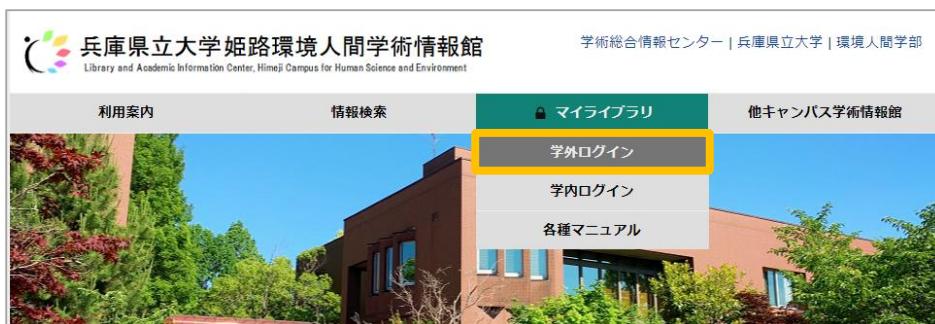 兵庫県立大学姫路環境人間学術情報館
Library and Academic Information Center, Himeji Campus for Human Science and Environment
学術総合情報センター | 兵庫県立大学 | 環境人間学部
利用案内
情報検索
マイライブラリ
他キャンパス学術情報館
学外ログイン
学内ログイン
各種マニュアル